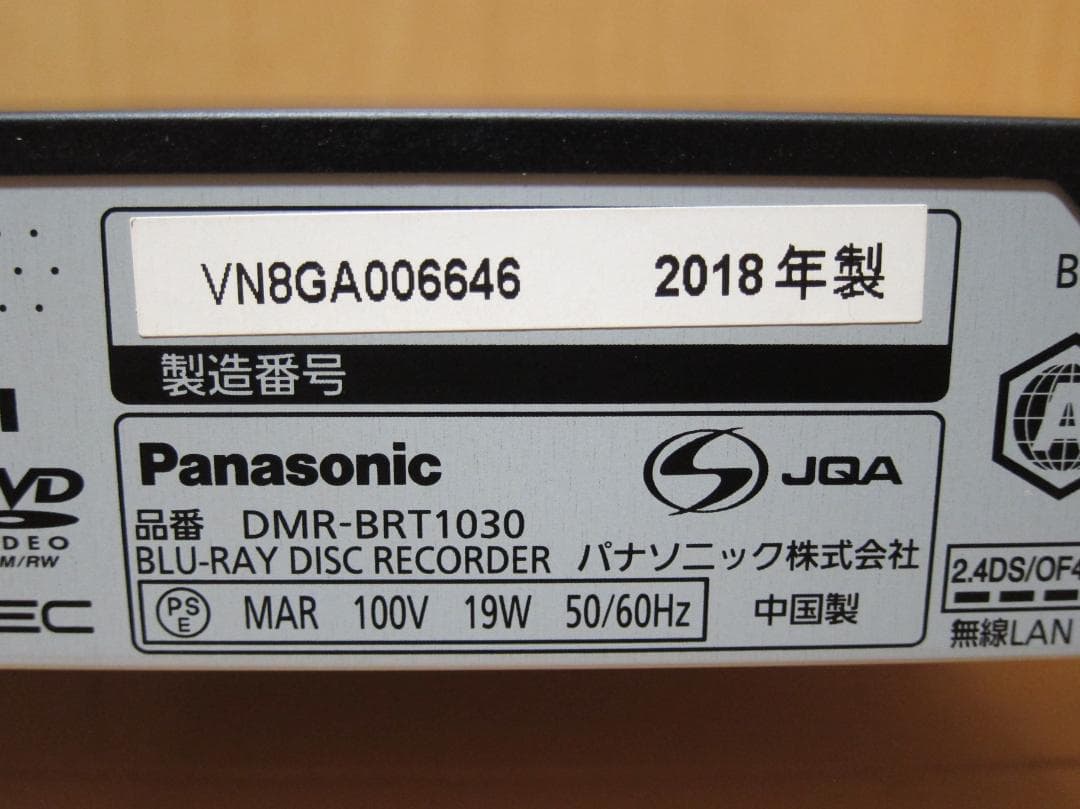 VN8GA006646 2018年製
製造番号
Panasonic
JQA
品番 DMR-BRT1030
BLU-RAY DISC RECORDER パナソニック株式会社
PS E MAR 100V 19W 50/60Hz 中国製
M/RW
2.4DS/OF4
無線LAN